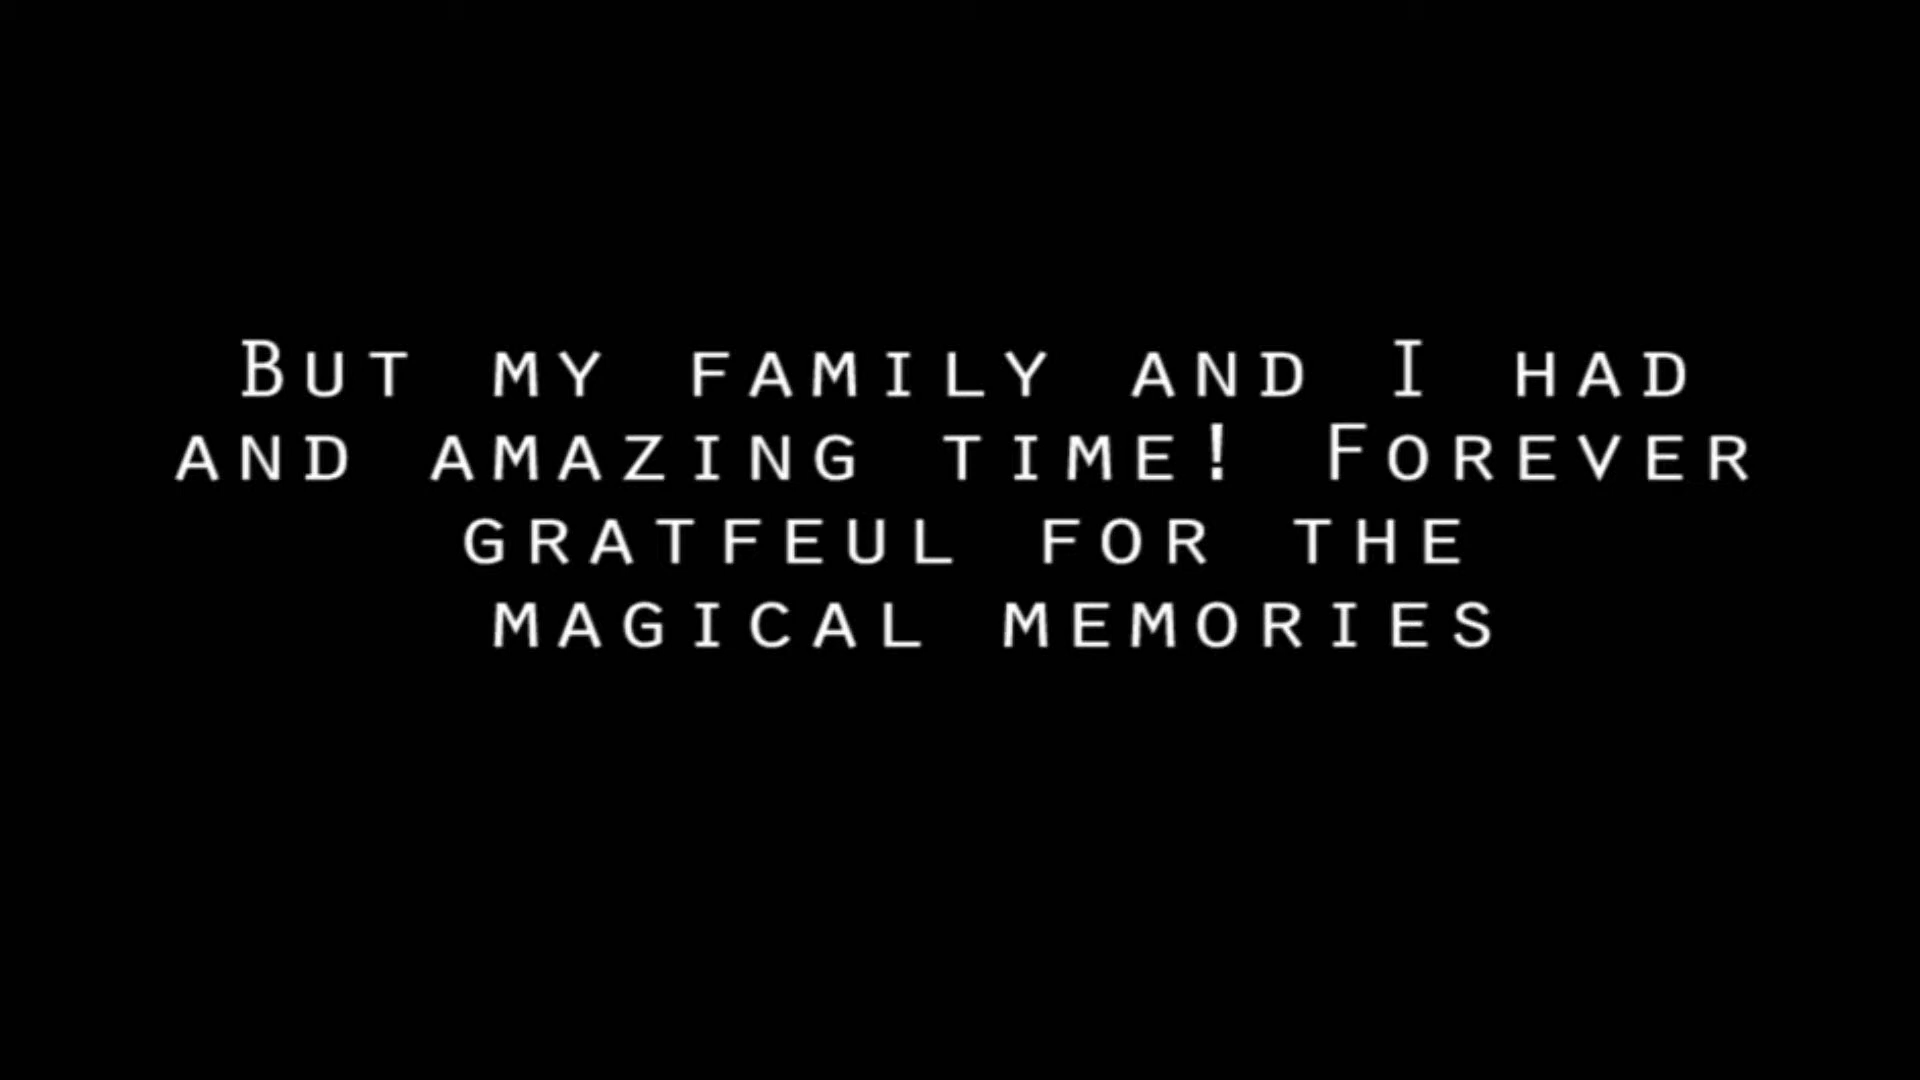 But my family and I had
and amazing time! Forever
gratfeul for the
magical memories